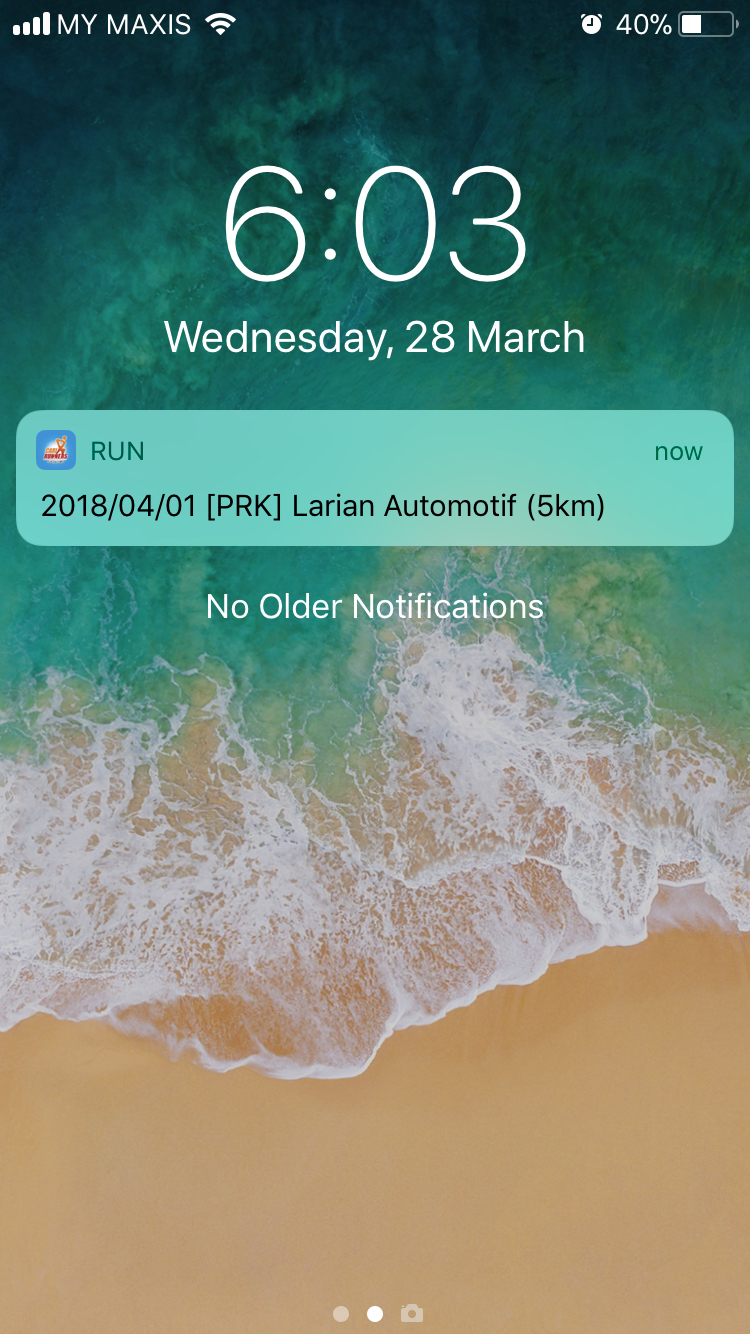 MY MAXIS 40%
6:03
Wednesday, 28 March
RUN now
2018/04/01 [PRK] Larian Automotif (5km)
No Older Notifications